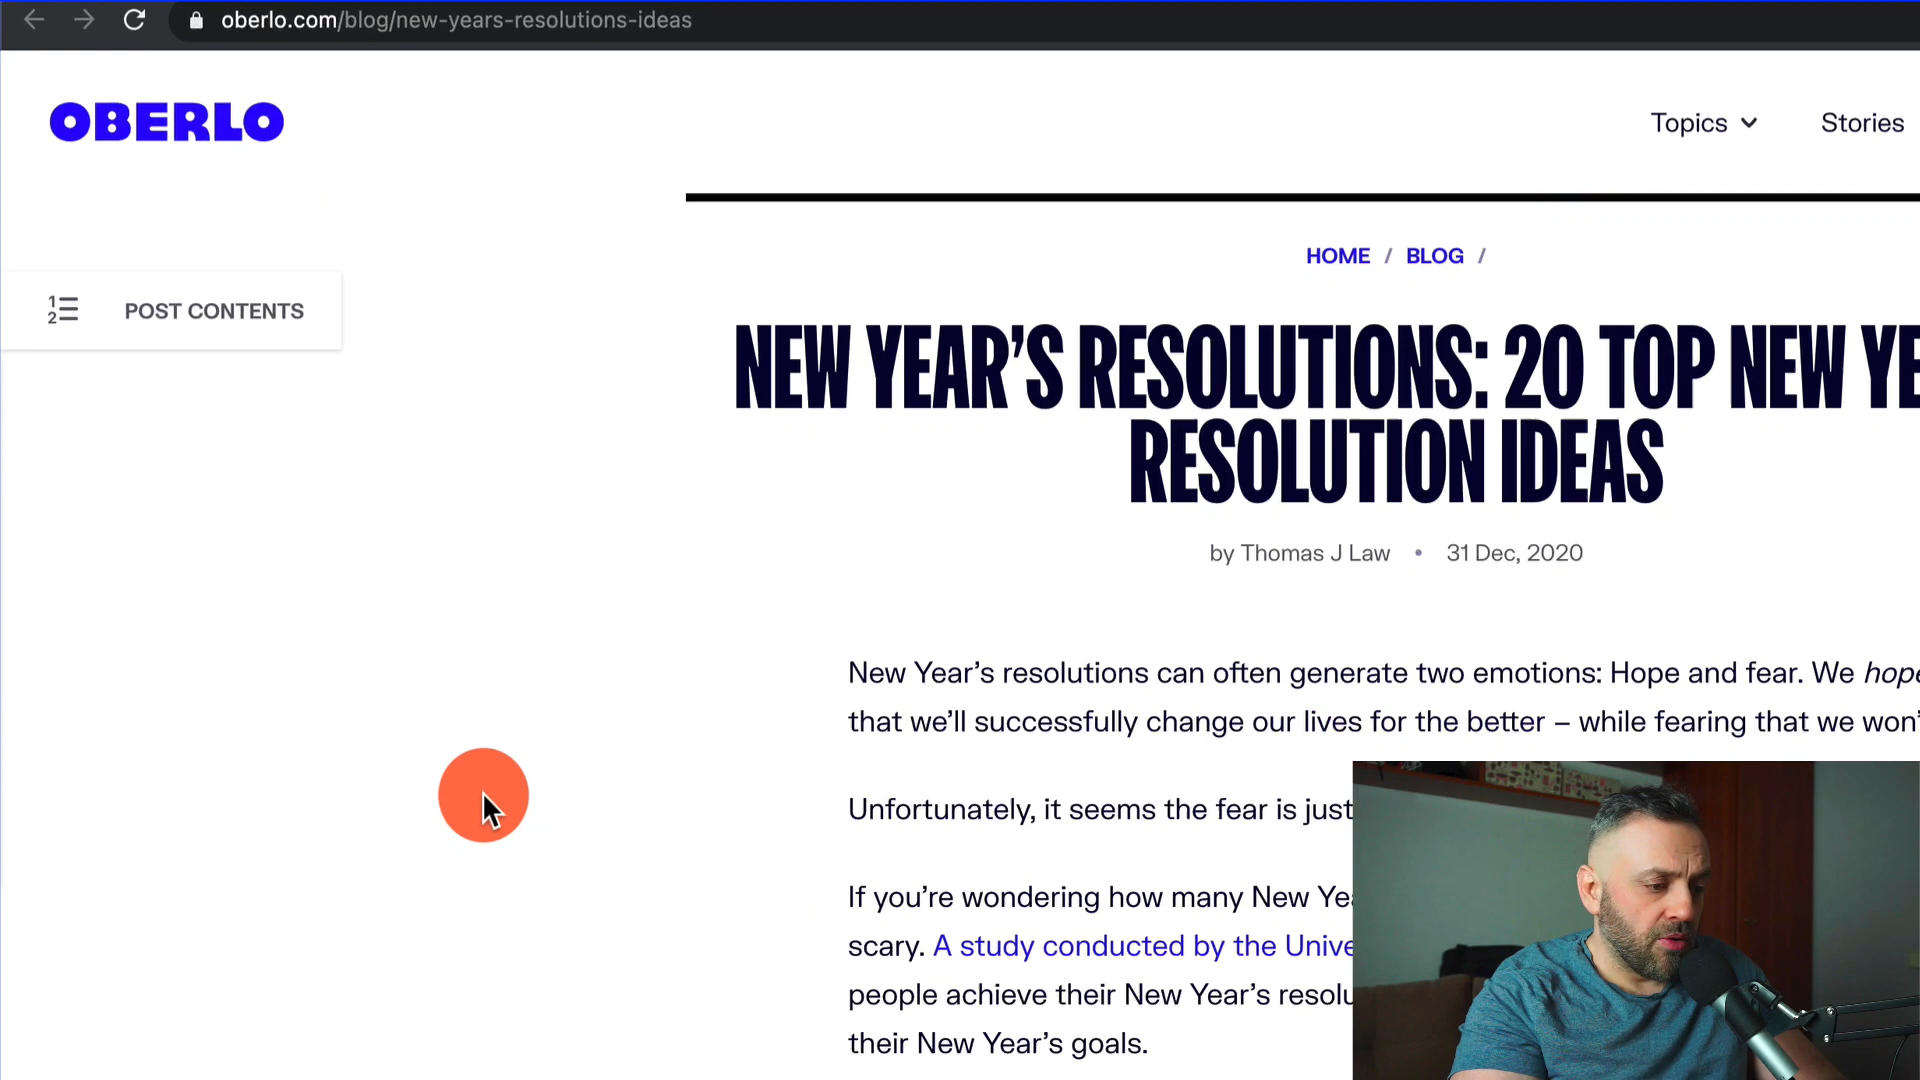 oberlo.com/blog/new-years-resolutions-ideas
OBERLO
Topics
Stories
HOME / BLOG /
1
2
POST CONTENTS
NEW YEAR’S RESOLUTIONS: 20 TOP NEW YE
RESOLUTION IDEAS
by Thomas J Law • 31 Dec, 2020
New Year’s resolutions can often generate two emotions: Hope and fear. We hope
that we’ll successfully change our lives for the better – while fearing that we won’
Unfortunately, it seems the fear is just
If you’re wondering how many New Yea
scary. A study conducted by the Unive
people achieve their New Year’s resolu
their New Year’s goals.